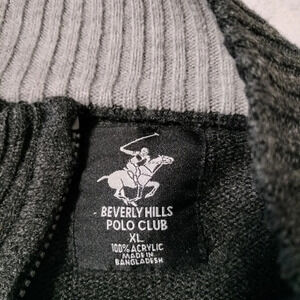 BEVERLY HILLS
POLO CLUB
XL
100% ACRYLIC
MADE IN
BANGLADESH